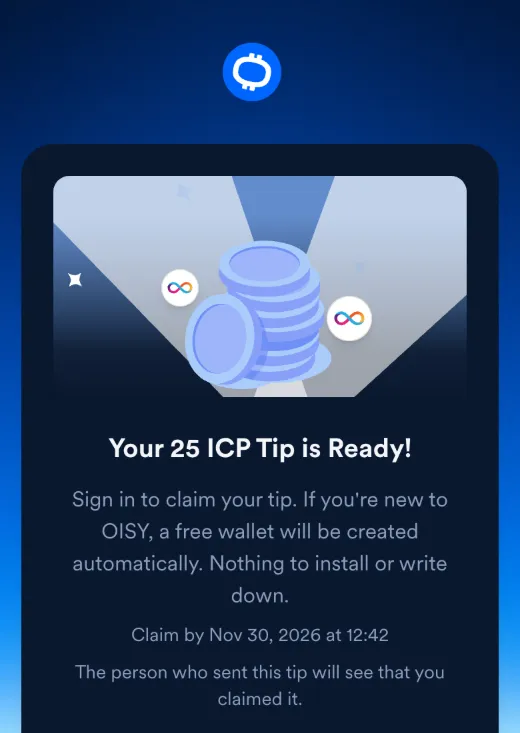 Your 25 ICP Tip is Ready!
Sign in to claim your tip. If you're new to
OISY, a free wallet will be created
automatically. Nothing to install or write
down.
Claim by Nov 30, 2026 at 12:42
The person who sent this tip will see that you
claimed it.